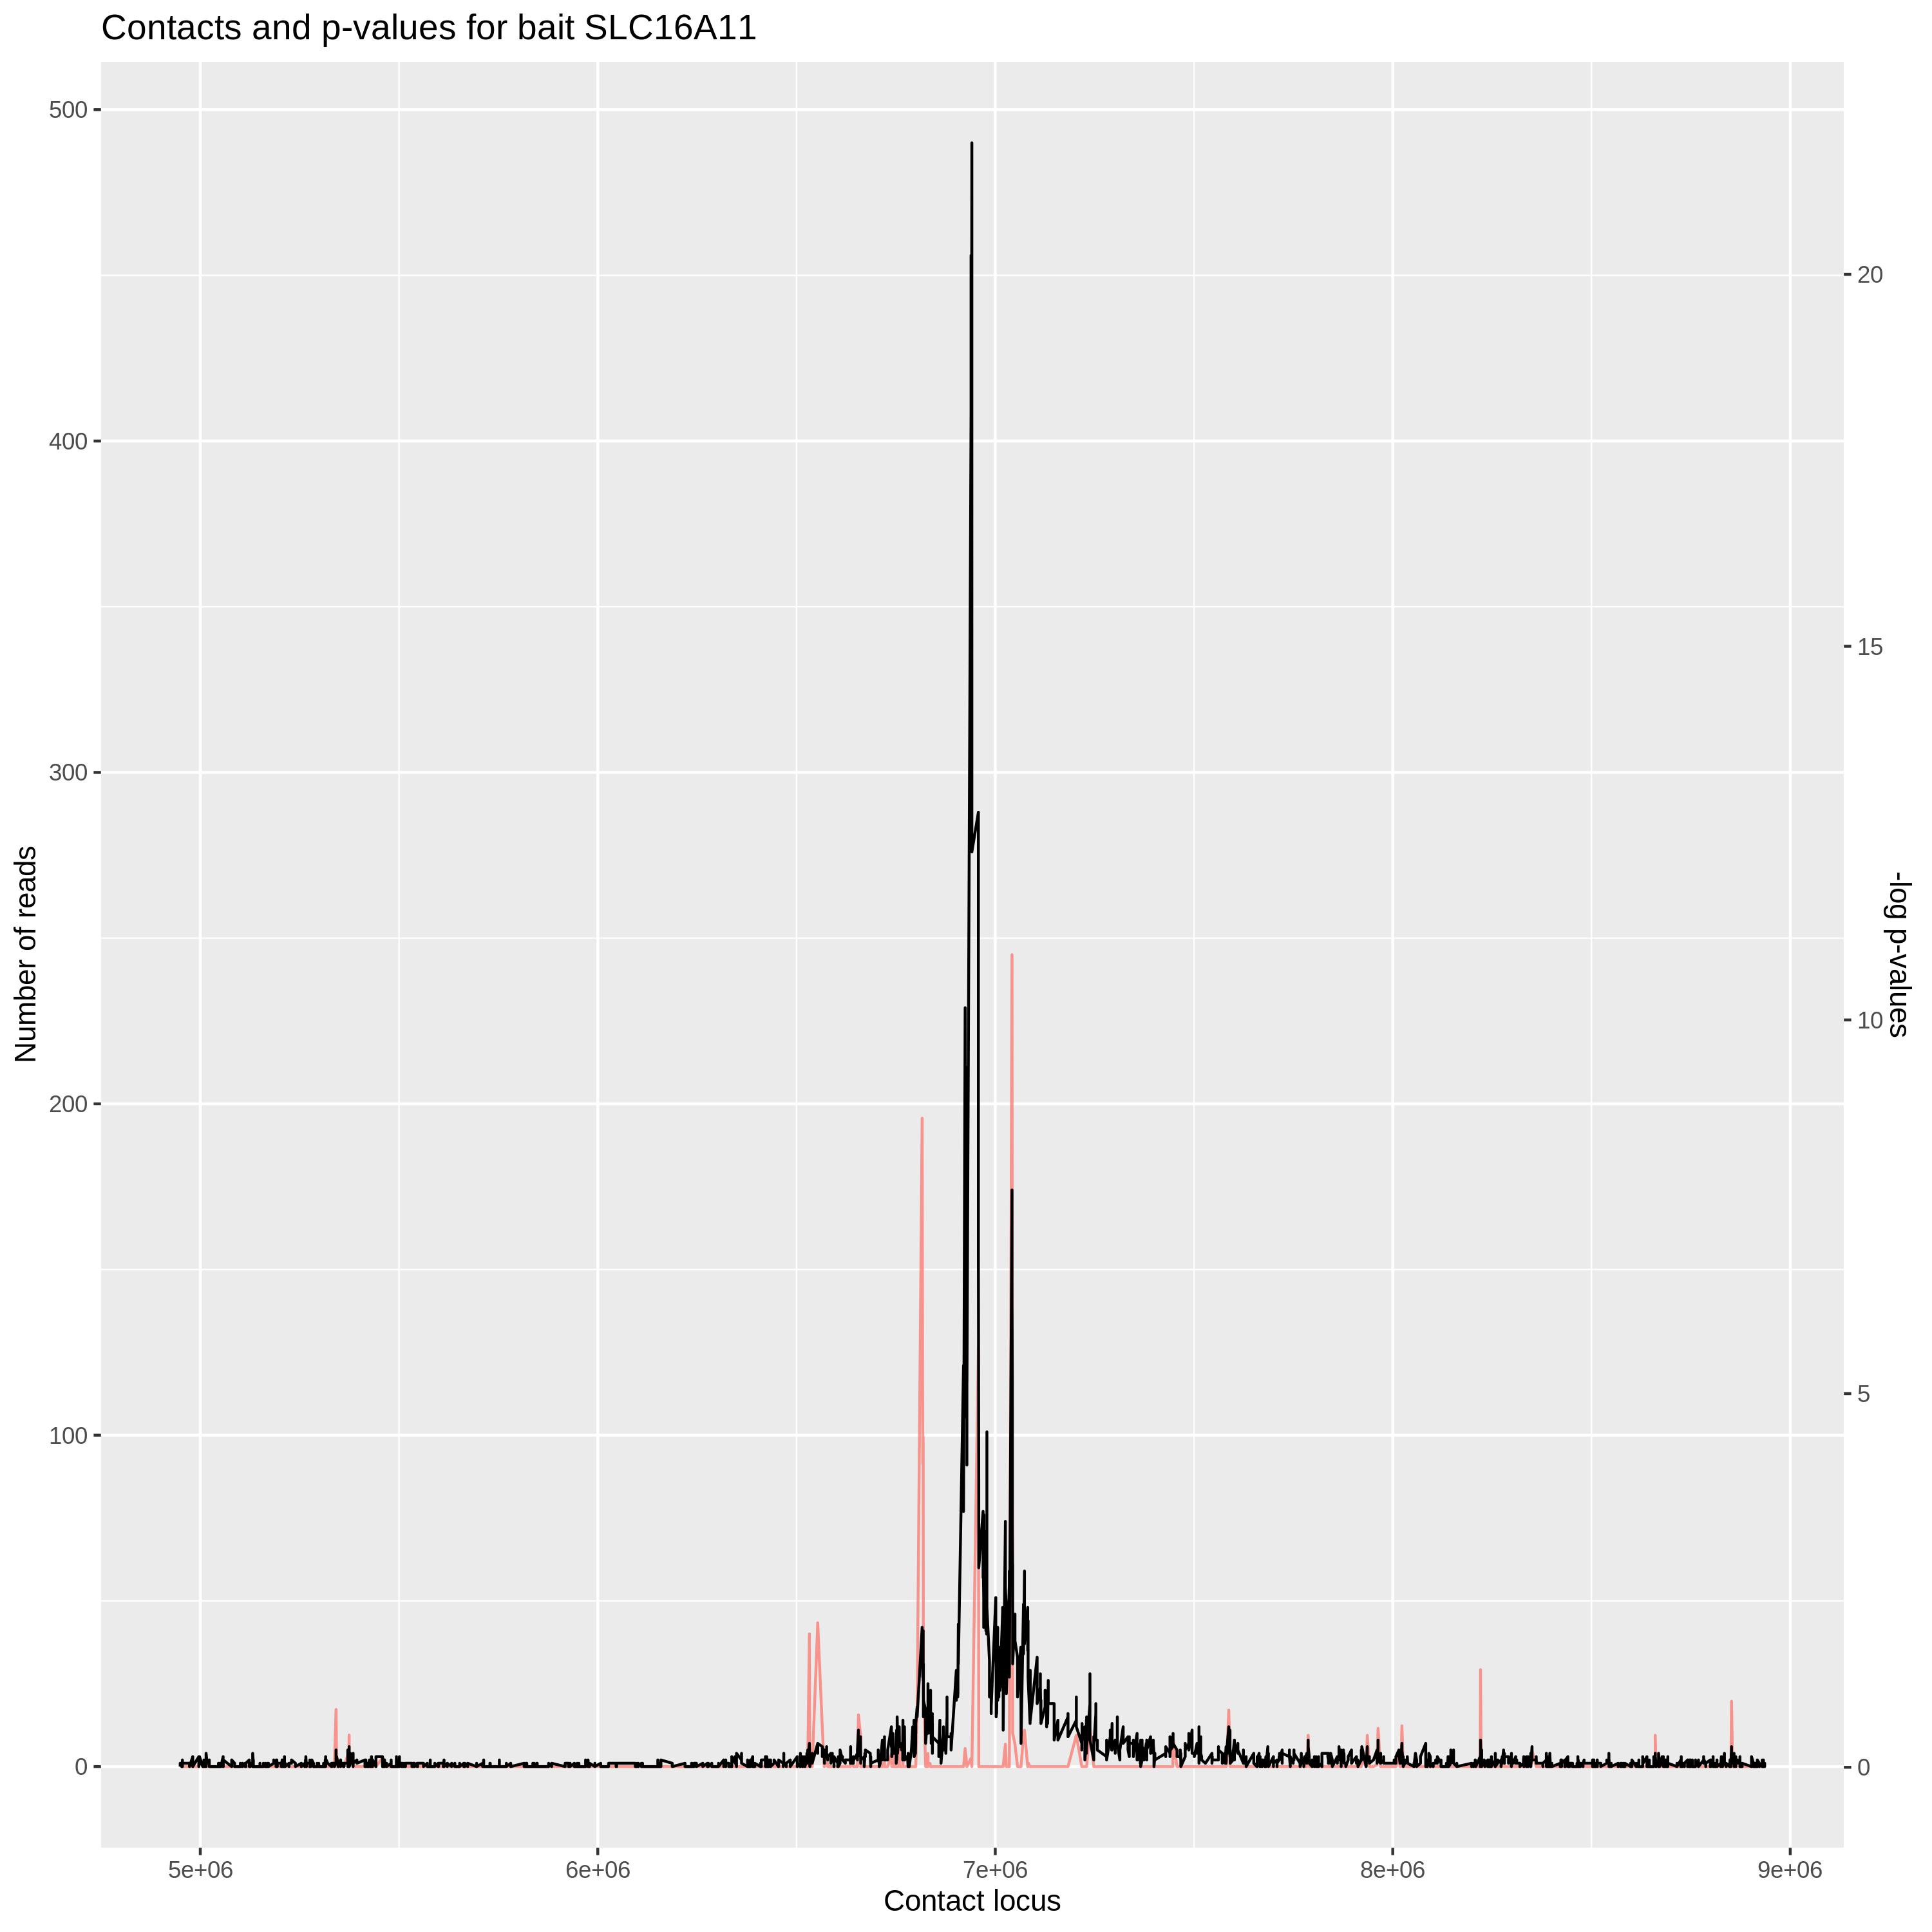 Contacts and p-values for bait SLC16A11
500
400
300
200
100
0
Number of reads
20
15
10
5
0
-log p-values
5e+06
6e+06
7e+06
8e+06
9e+06
Contact locus